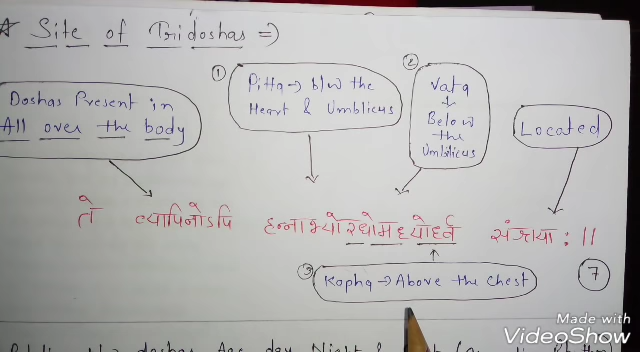 ☆ Site of Tridoshas ⇒
① Pitta → b/w the
Heart & Umblicus
② Vata
↓
Below
the
Umblicus
Doshas Present in
All over the body
Located
ते व्यापिनोऽपि हन्नाभ्योरधोमध्योर्ध्व संश्राया : ॥
③ Kapha → Above the chest
7
Made with
VideoShow